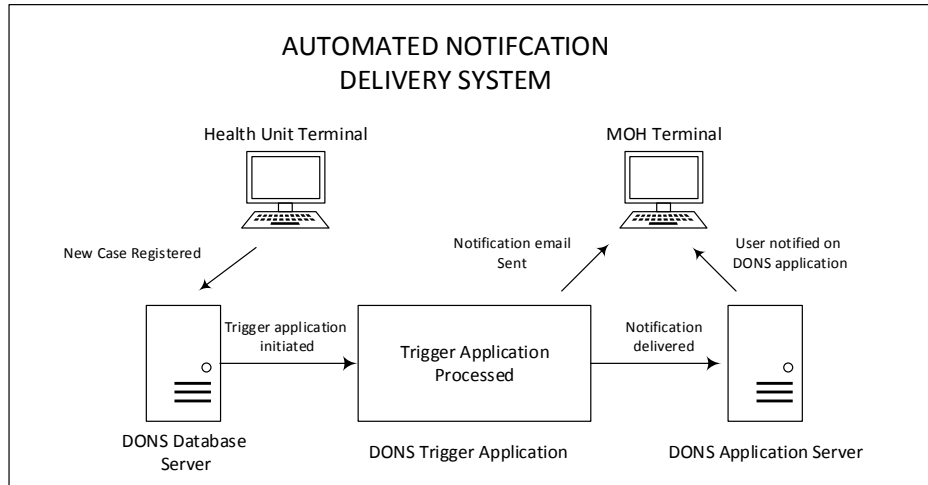 AUTOMATED NOTIFCATION
DELIVERY SYSTEM
Health Unit Terminal
MOH Terminal
New Case Registered
Notification email
Sent
User notified on
DONS application
Trigger application
initiated
Trigger Application
Processed
Notification
delivered
DONS Database
Server
DONS Trigger Application
DONS Application Server